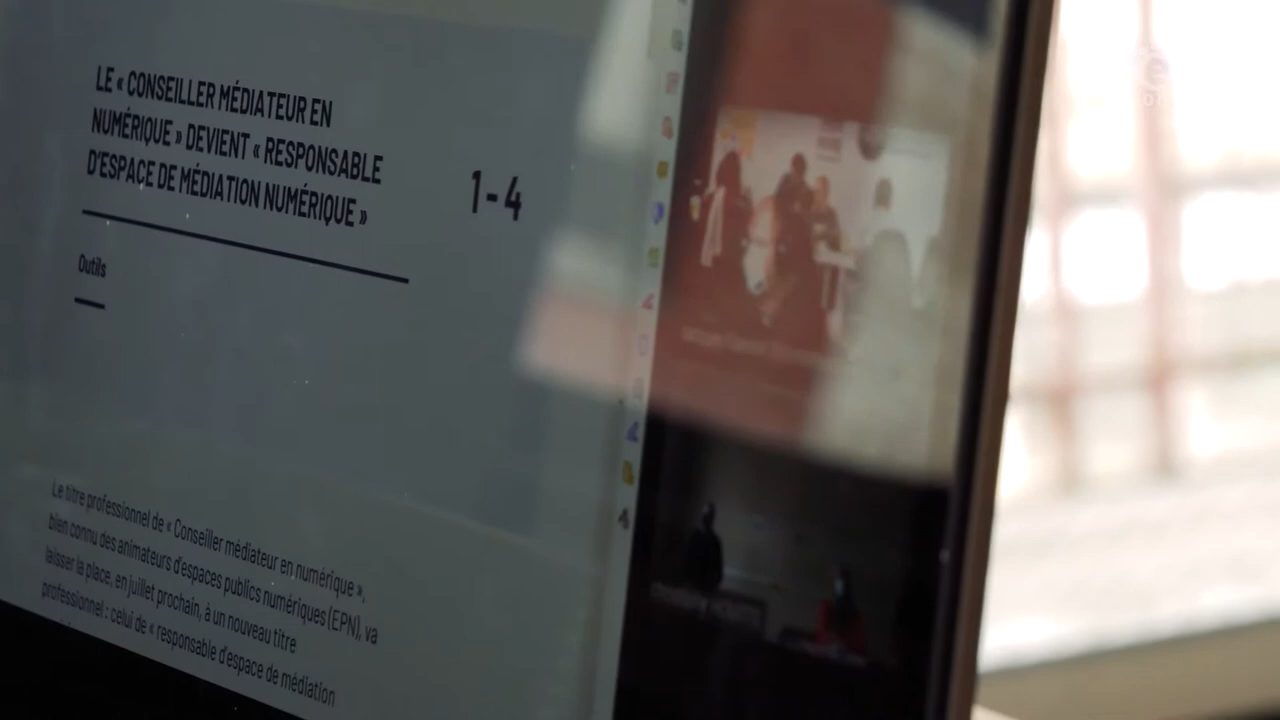 LE « CONSEILLER MÉDIATEUR EN
NUMÉRIQUE » DEVIENT « RESPONSABLE
D'ESPACE DE MÉDIATION NUMÉRIQUE »
1-4
Outils
Le titre professionnel de « Conseiller médiateur en numérique »,
bien connu des animateurs d'espaces publics numériques (EPN), va
laisser la place, en juillet prochain, à un nouveau titre
professionnel : celui de « responsable d'espace de médiation